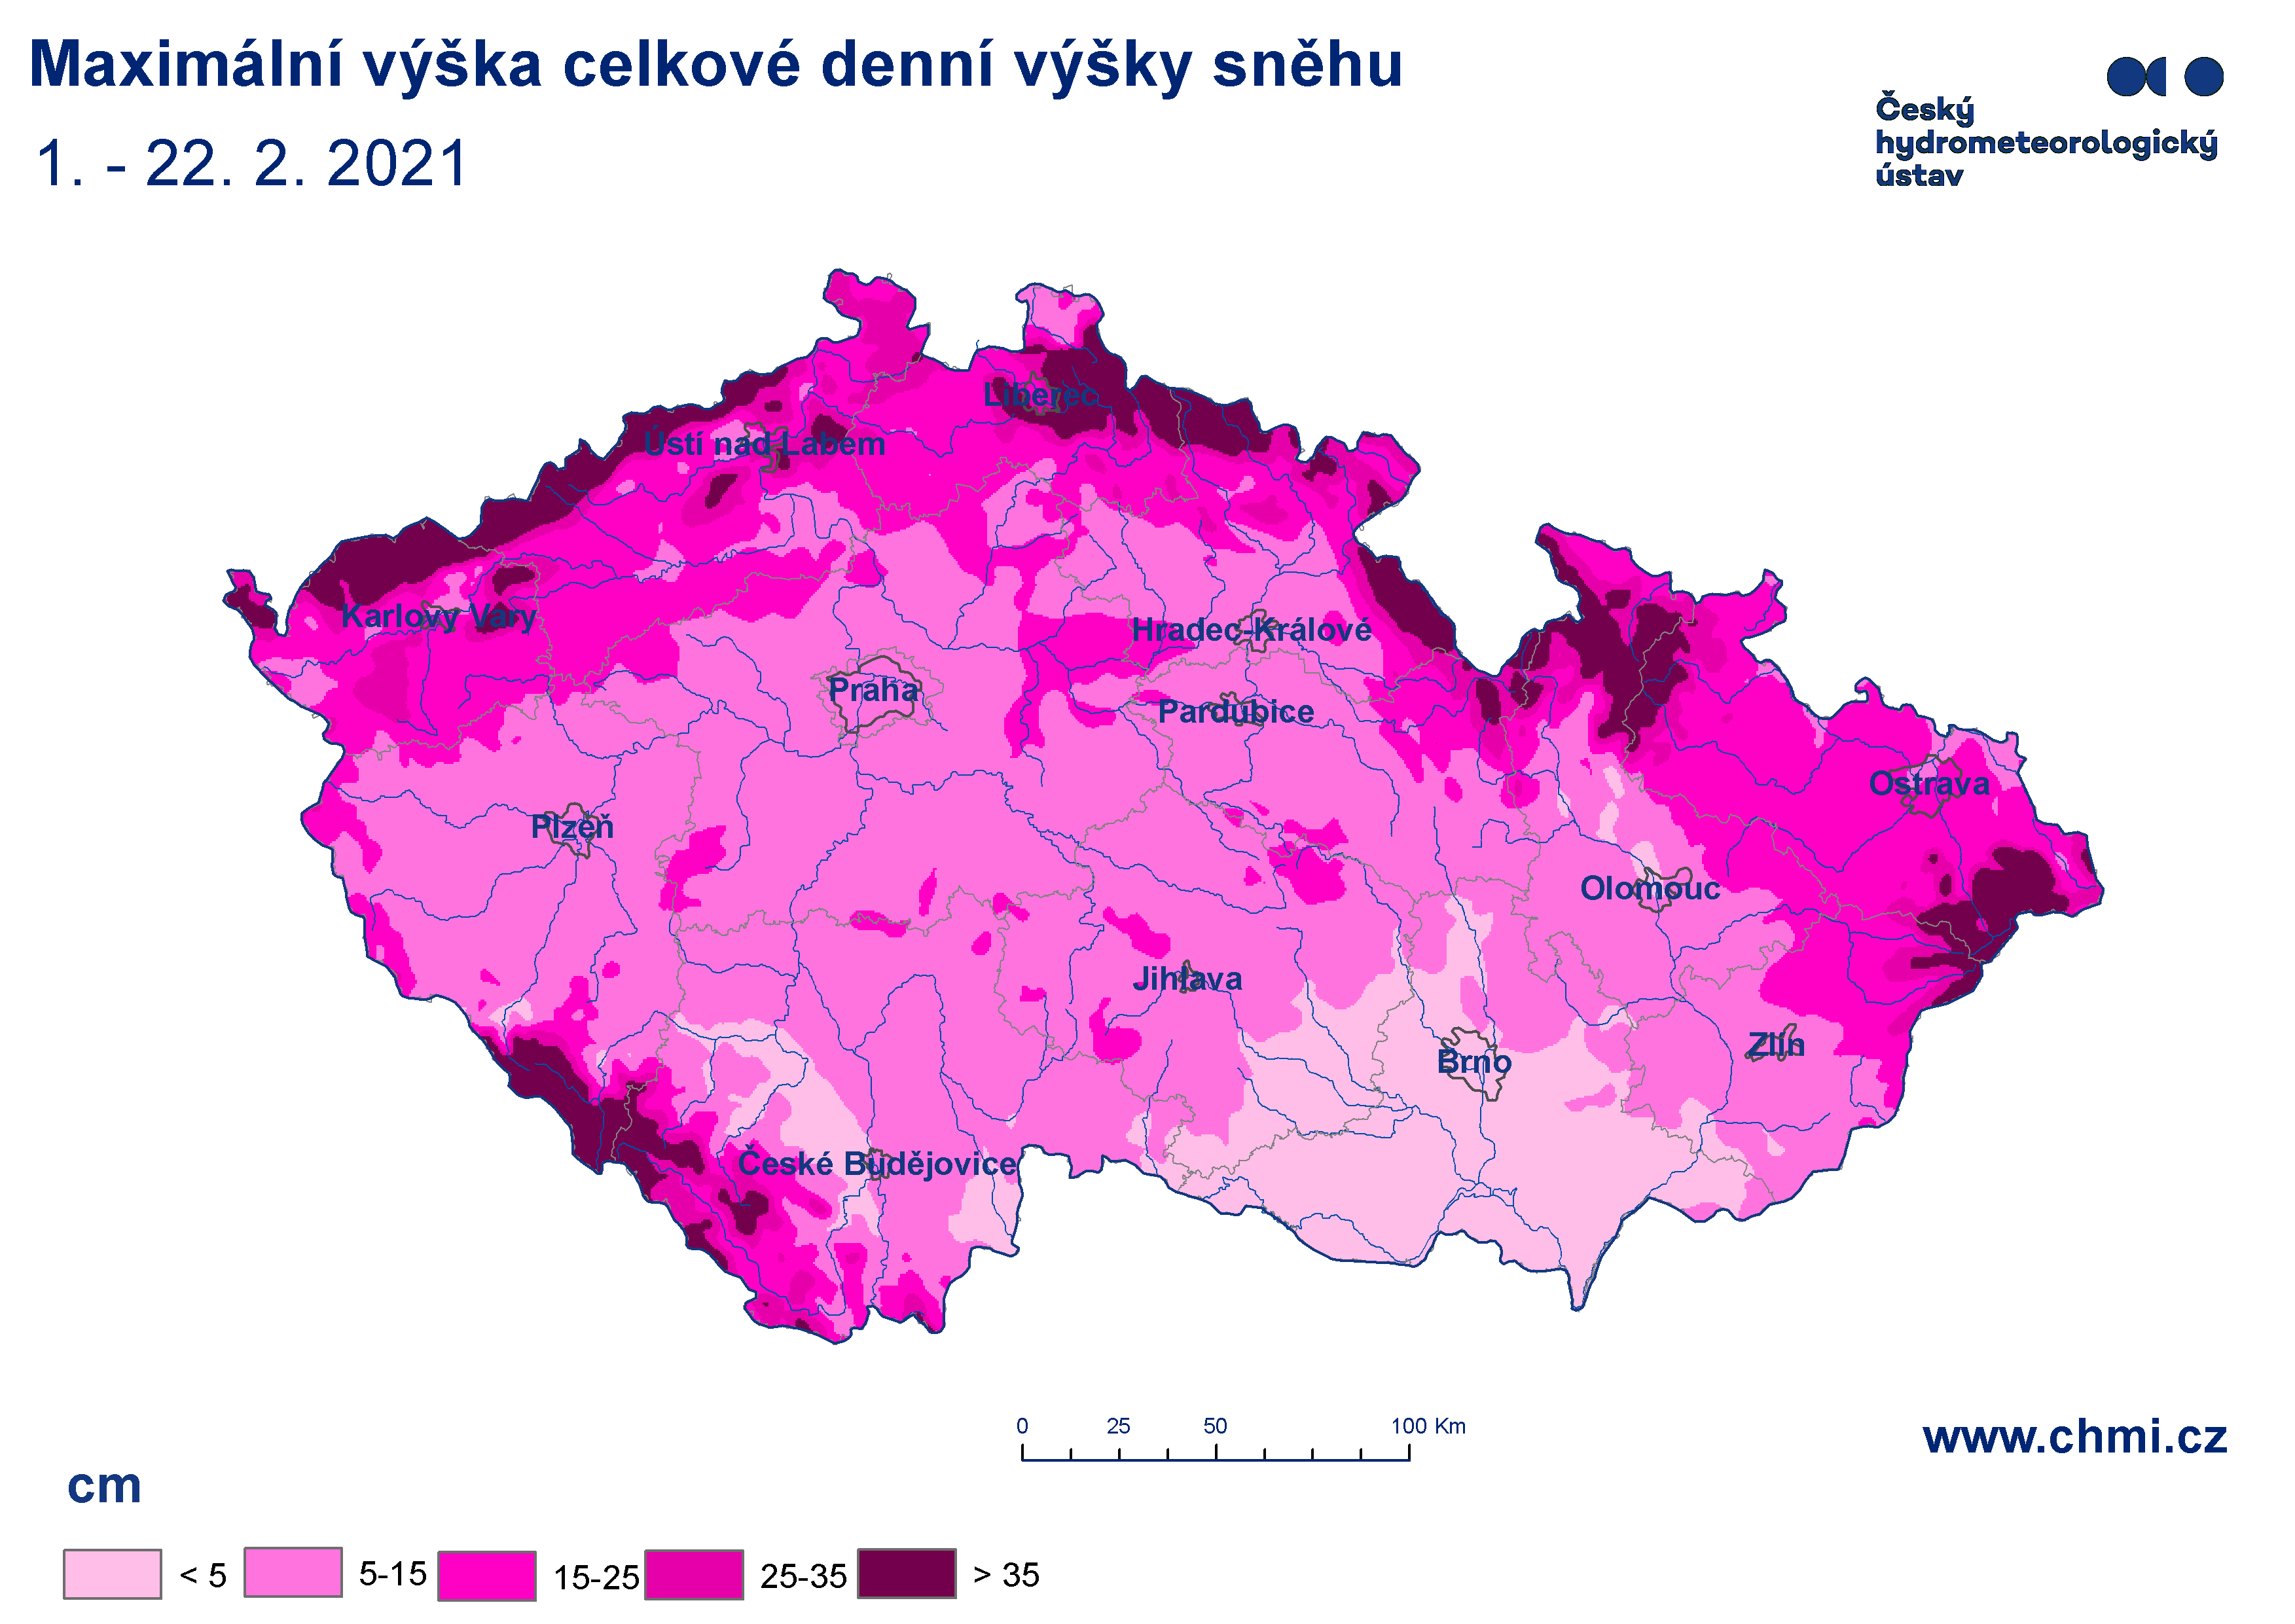 Maximální výška celkové denní výšky sněhu
1. - 22. 2. 2021
Český
hydrometeorologický
ústav
Liberec
Ústí nad Labem
Karlovy Vary
Hradec-Králové
Praha
Pardubice
Ostrava
Plzeň
Olomouc
Jihlava
Zlín
Brno
České Budějovice
0 25 50 100 Km
www.chmi.cz
cm
< 5 5-15 15-25 25-35 > 35